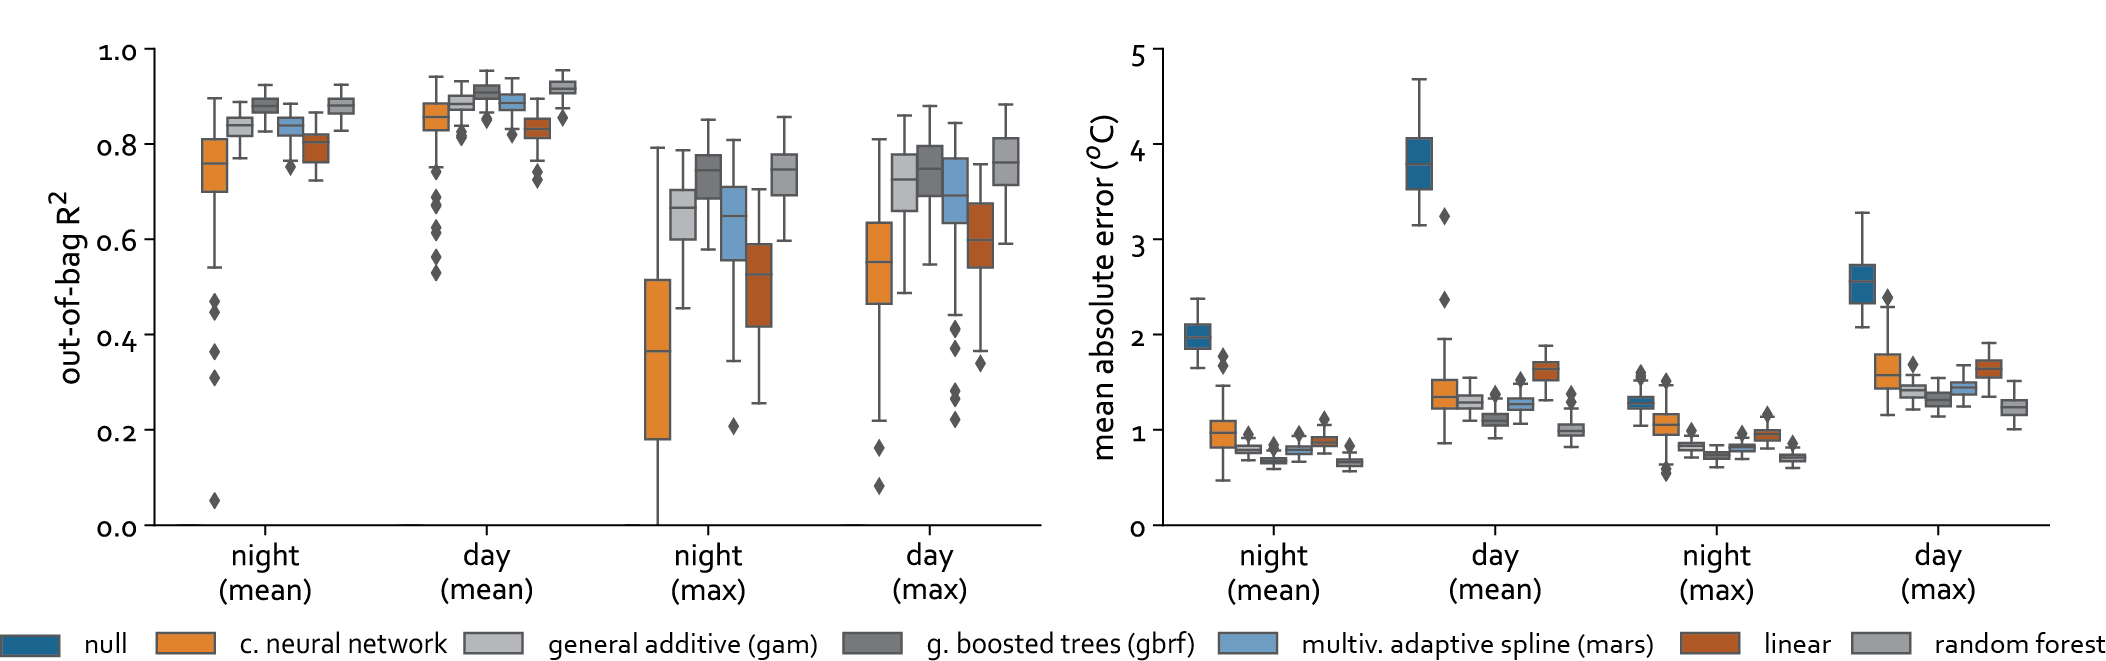 1.0
0.8
0.6
0.4
0.2
0.0
out-of-bag R²
night
(mean)
day
(mean)
night
(max)
day
(max)
5
4
3
2
1
0
mean absolute error (°C)
night
(mean)
day
(mean)
night
(max)
day
(max)
null
c. neural network
general additive (gam)
g. boosted trees (gbrf)
multiv. adaptive spline (mars)
linear
random forest